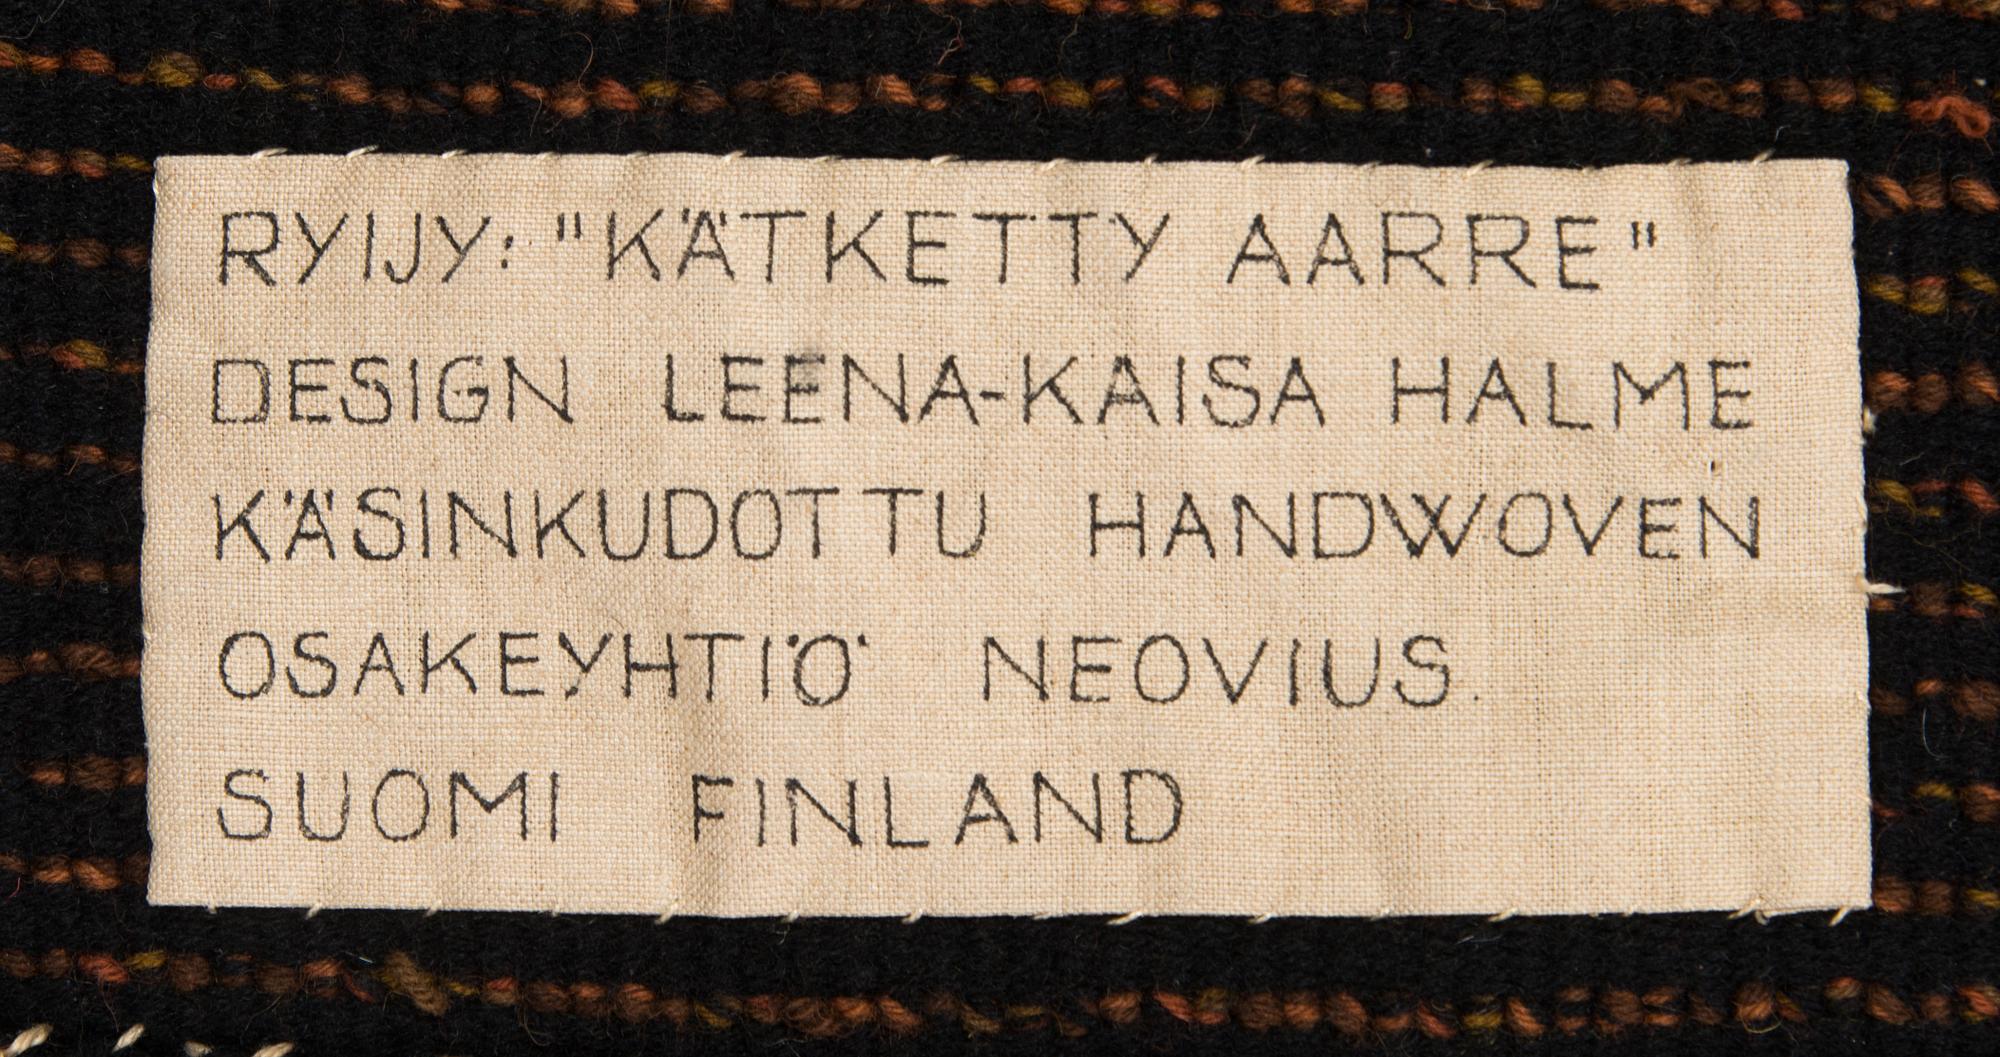 RYIJY: "KÄTKETTY AARRE"
DESIGN LEENA-KAISA HALME
KÄSINKUDOTTU HANDWOVEN
OSAKEYHTIÖ NEOVIUS.
SUOMI FINLAND